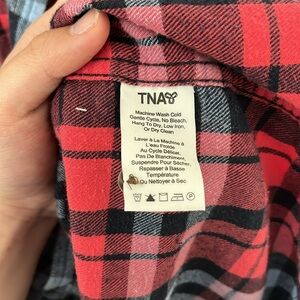 TNA
Machine Wash Cold
Gentle Cycle, No Bleach,
Hang To Dry, Low Iron,
Or Dry Clean
Laver à La Machine à
L'eau Froide
Au Cycle Délicat,
Pas De Blanchiment,
Suspendre Pour Sécher,
Repasser à Basse
Température
Ou Nettoyer à Sec
P